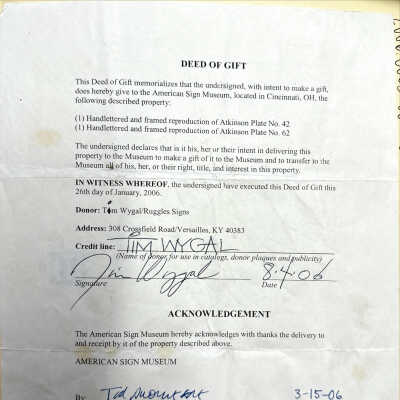 DEED OF GIFT
This Deed of Gift memorializes that the undersigned, with intent to make a gift,
does hereby give to the American Sign Museum, located in Cincinnati, OH, the
following described property:
(1) Handlettered and framed reproduction of Atkinson Plate No. 42
(1) Handlettered and framed reproduction of Atkinson Plate No. 62
The undersigned declares that it is his, her or their intent in delivering this
property to the Museum to make a gift of it to the Museum and to transfer to the
Museum all of his, her or their, right, title, and interest in this property.
IN WITNESS WHEREOF, the undersigned have executed this Deed of Gift this
26th day of January, 2006.
Donor: Tim Wygal/Ruggles Signs
Address: 308 Crossfield Road/Versailles, KY 40383
Credit line: TIM WYGAL
(Name of donor for use in catalogs, donor plaques and publicity)
Jim Wygal 8.4.06
Signature Date
ACKNOWLEDGEMENT
The American Sign Museum hereby acknowledges with thanks the delivery to
and receipt by it of the property described above.
AMERICAN SIGN MUSEUM
By 3-15-06